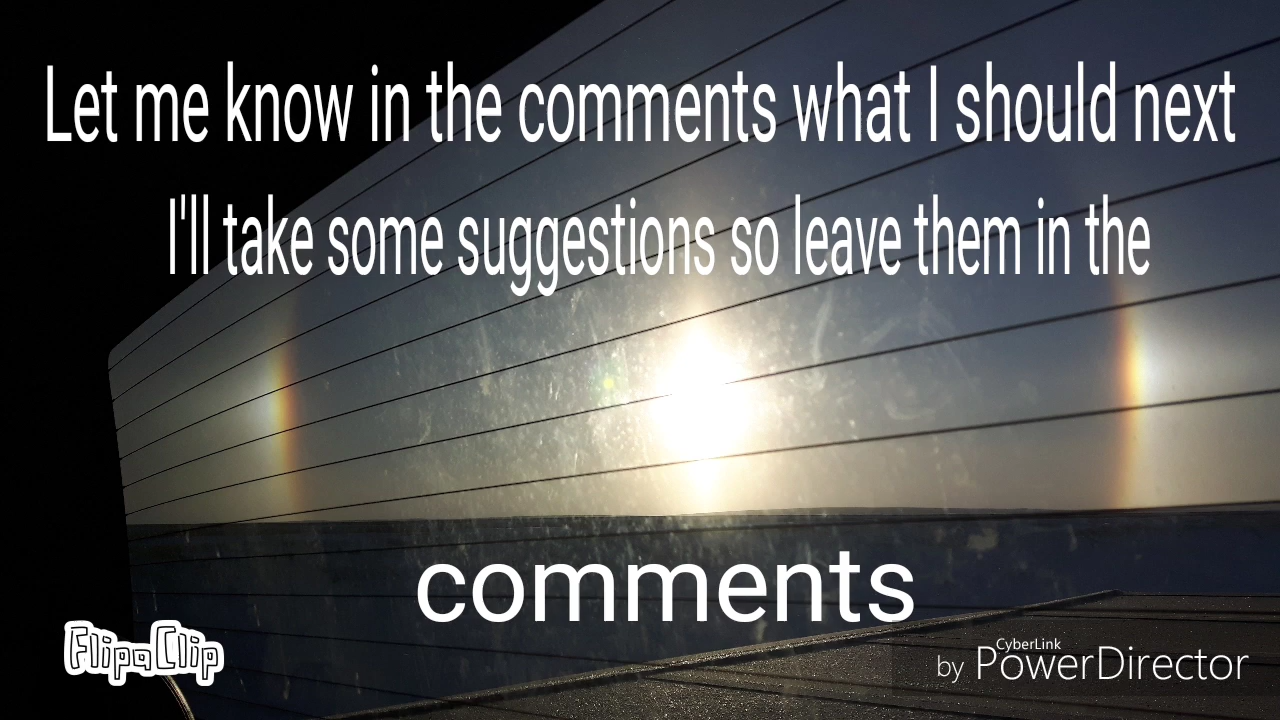 Let me know in the comments what I should next
I'll take some suggestions so leave them in the
comments
FlipaClip
CyberLink
by PowerDirector